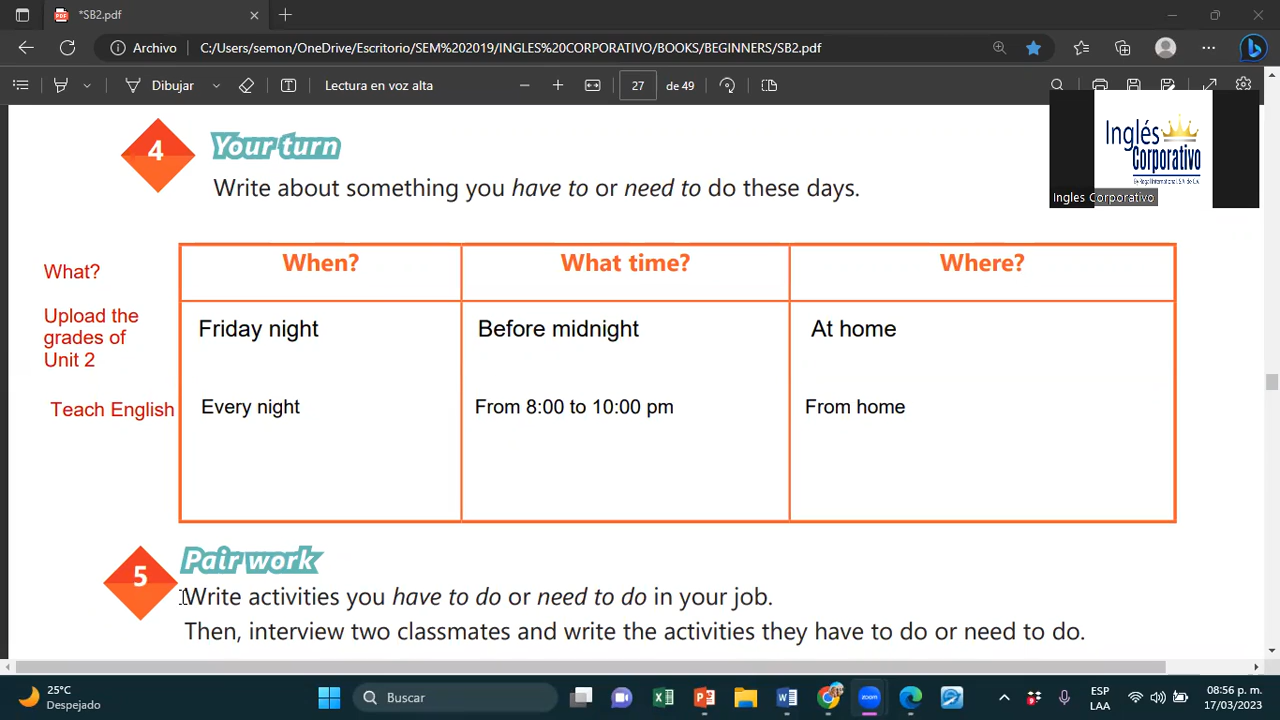 *SB2.pdf
Archivo
C:/Users/semon/OneDrive/Escritorio/SEM%202019/INGLES%20CORPORATIVO/BOOKS/BEGINNERS/SB2.pdf
Dibujar
Lectura en voz alta
27 de 49
Inglés
Corporativo
Ingles Corporativo
4 Your turn
Write about something you have to or need to do these days.
When? What time? Where?
What?
Upload the
grades of
Unit 2
Friday night Before midnight At home
Teach English Every night From 8:00 to 10:00 pm From home
5 Pair work
Write activities you have to do or need to do in your job.
Then, interview two classmates and write the activities they have to do or need to do.
25°C
Despejado
Buscar
ESP
LAA
08:56 p. m.
17/03/2023